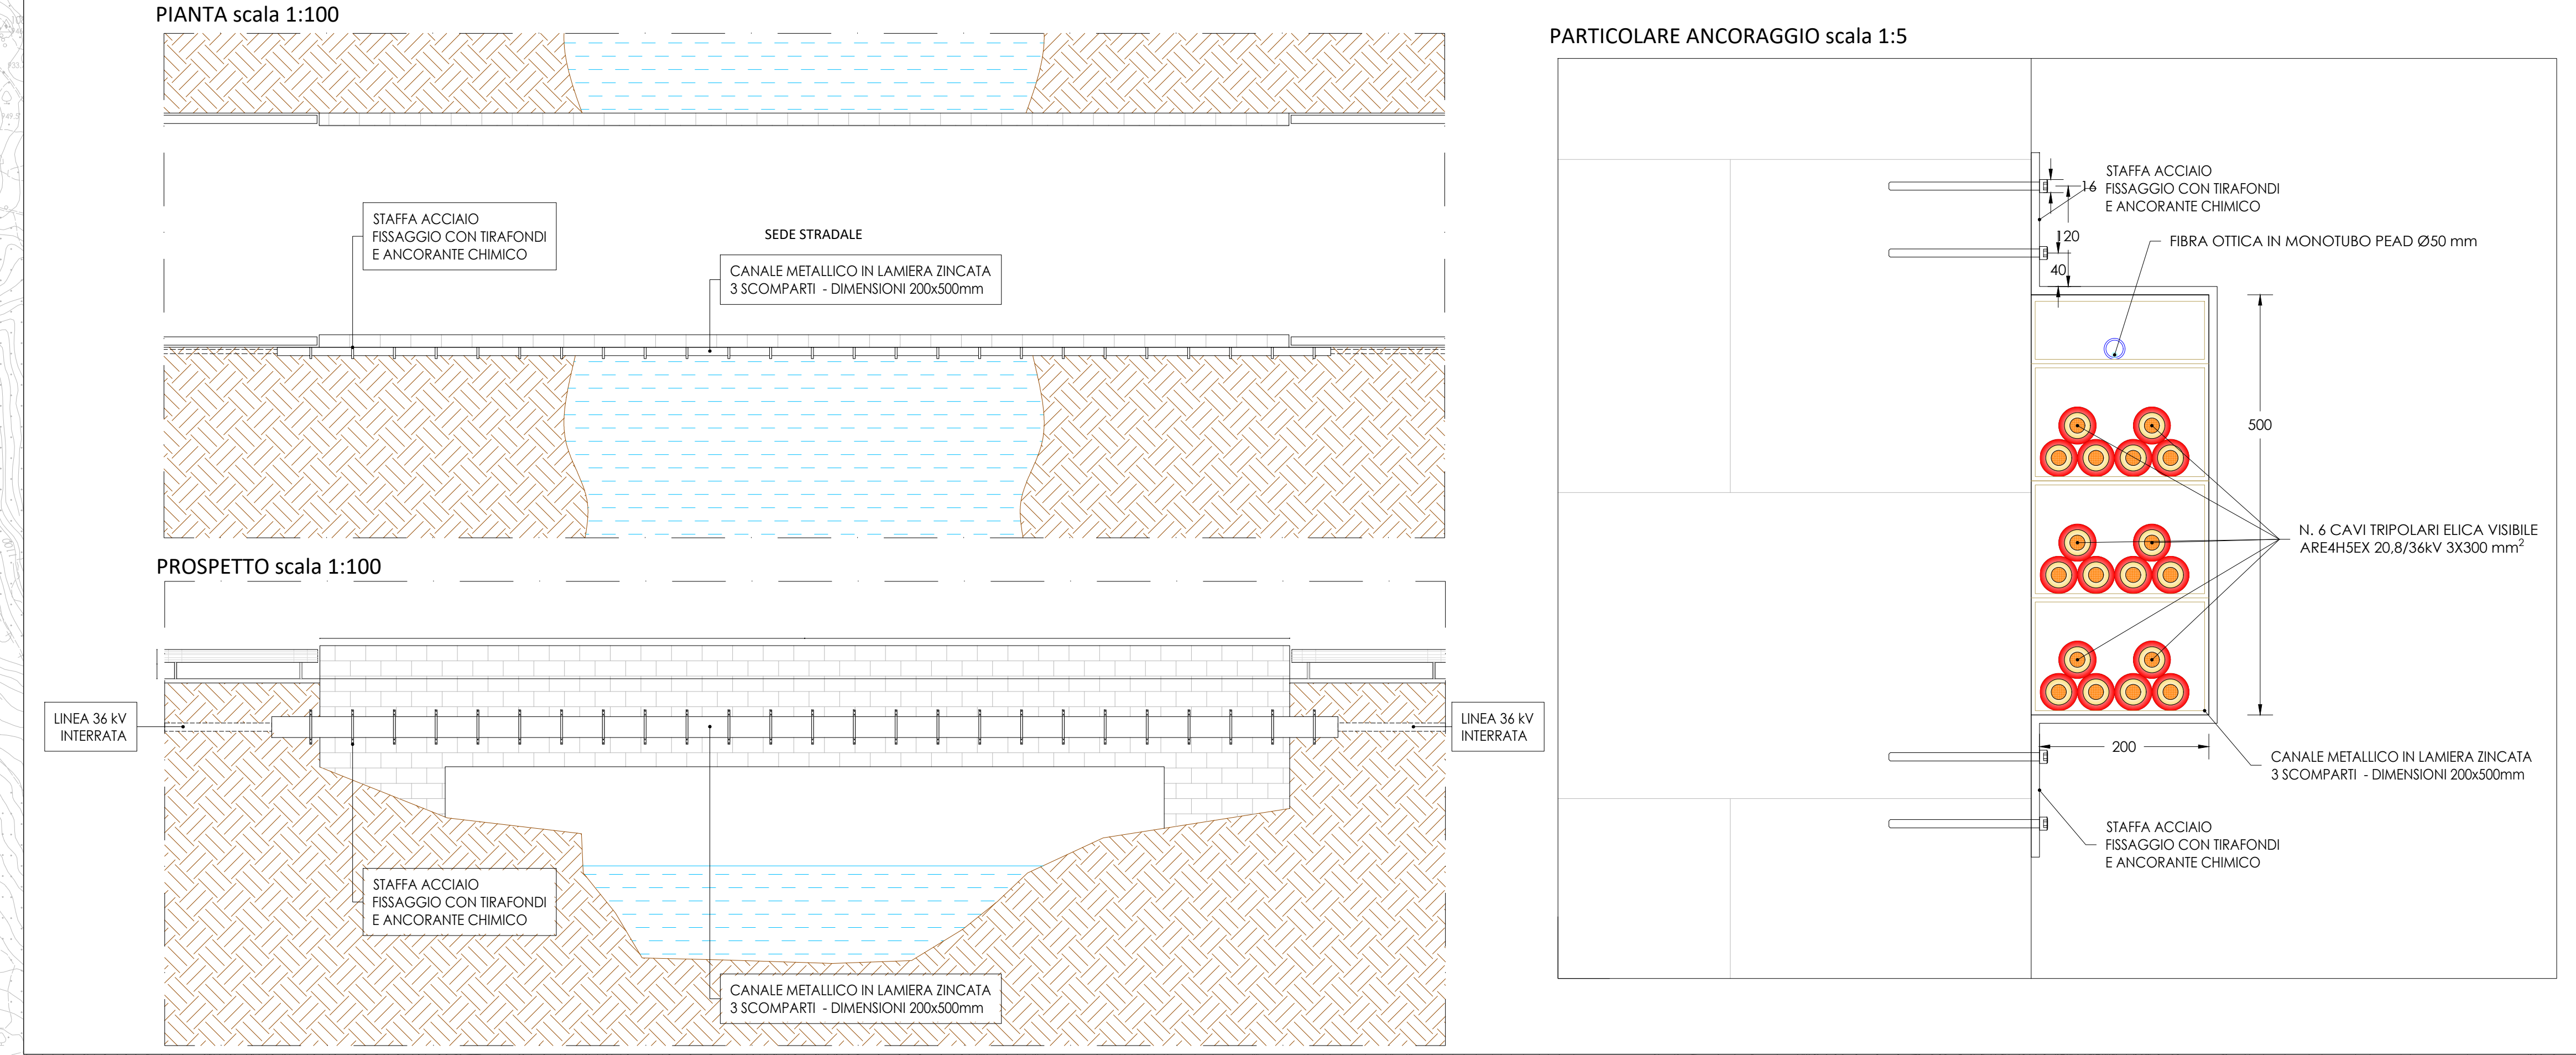 PIANTA scala 1:100
STAFFA ACCIAIO
FISSAGGIO CON TIRAFONDI
E ANCORANTE CHIMICO
SEDE STRADALE
CANALE METALLICO IN LAMIERA ZINCATA
3 SCOMPARTI - DIMENSIONI 200x500mm
PROSPETTO scala 1:100
LINEA 36 kV
INTERRATA
LINEA 36 kV
INTERRATA
STAFFA ACCIAIO
FISSAGGIO CON TIRAFONDI
E ANCORANTE CHIMICO
CANALE METALLICO IN LAMIERA ZINCATA
3 SCOMPARTI - DIMENSIONI 200x500mm
PARTICOLARE ANCORAGGIO scala 1:5
STAFFA ACCIAIO
FISSAGGIO CON TIRAFONDI
E ANCORANTE CHIMICO
16
120
40
FIBRA OTTICA IN MONOTUBO PEAD Ø50 mm
500
N. 6 CAVI TRIPOLARI ELICA VISIBILE
ARE4H5EX 20,8/36kV 3X300 mm²
200
CANALE METALLICO IN LAMIERA ZINCATA
3 SCOMPARTI - DIMENSIONI 200x500mm
STAFFA ACCIAIO
FISSAGGIO CON TIRAFONDI
E ANCORANTE CHIMICO